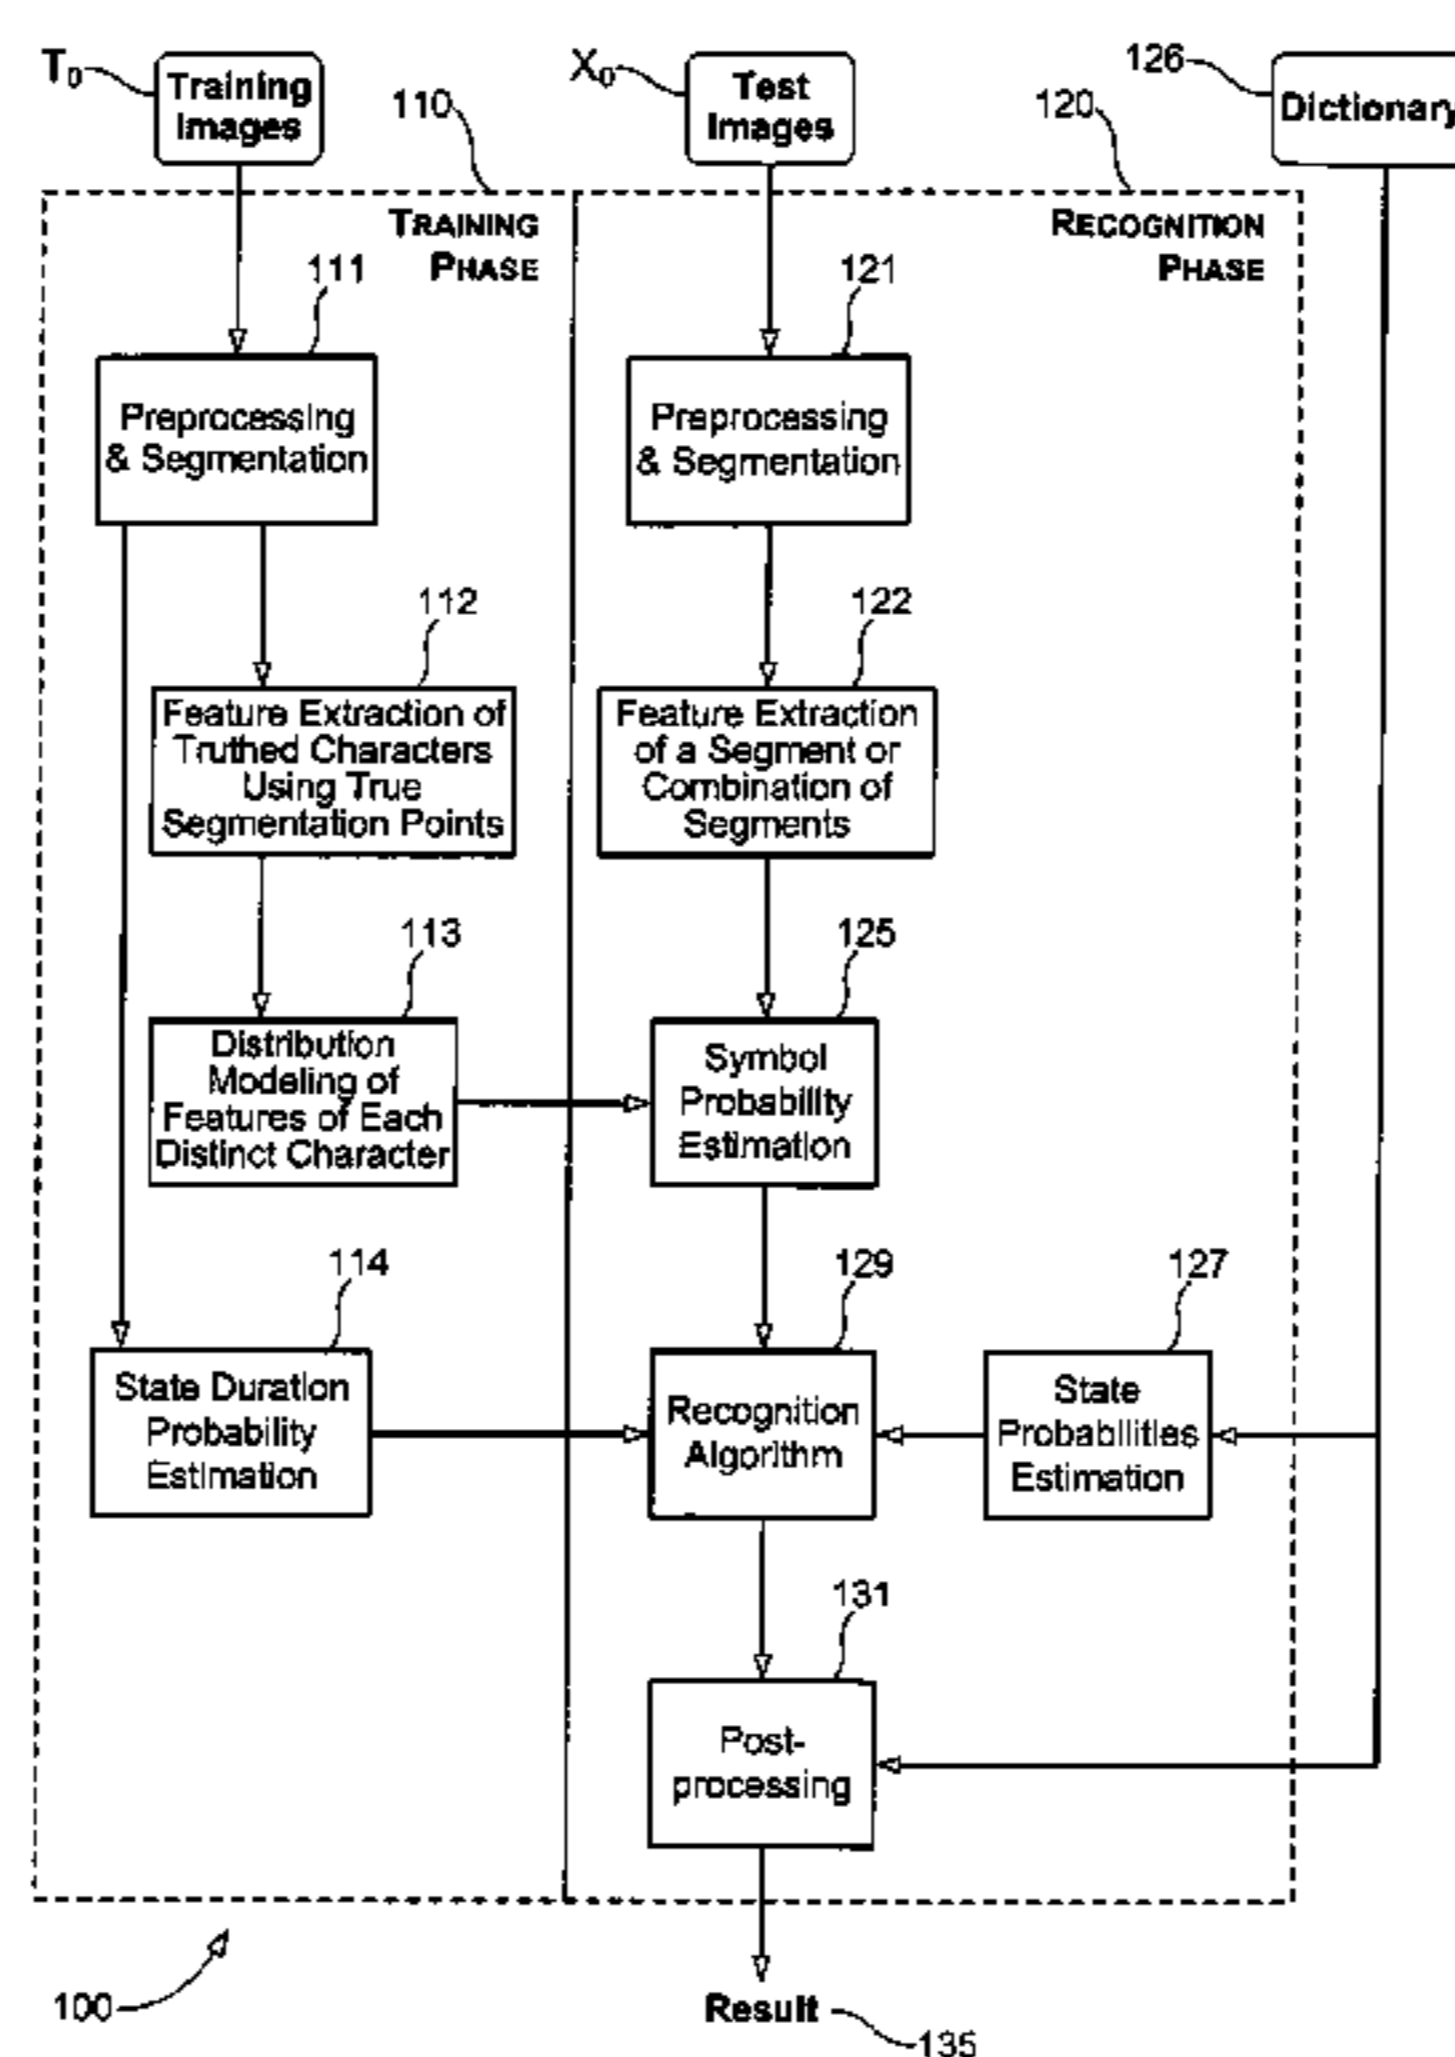 T0
Training
Images
110
X0
Test
Images
120
126
Dictionary
TRAINING
PHASE
RECOGNITION
PHASE
111
Preprocessing
& Segmentation
121
Preprocessing
& Segmentation
112
Feature Extraction of
Truthed Characters
Using True
Segmentation Points
122
Feature Extraction
of a Segment or
Combination of
Segments
113
Distribution
Modeling of
Features of Each
Distinct Character
125
Symbol
Probability
Estimation
114
State Duration
Probability
Estimation
129
Recognition
Algorithm
127
State
Probabilities
Estimation
131
Post-
processing
100
Result
135